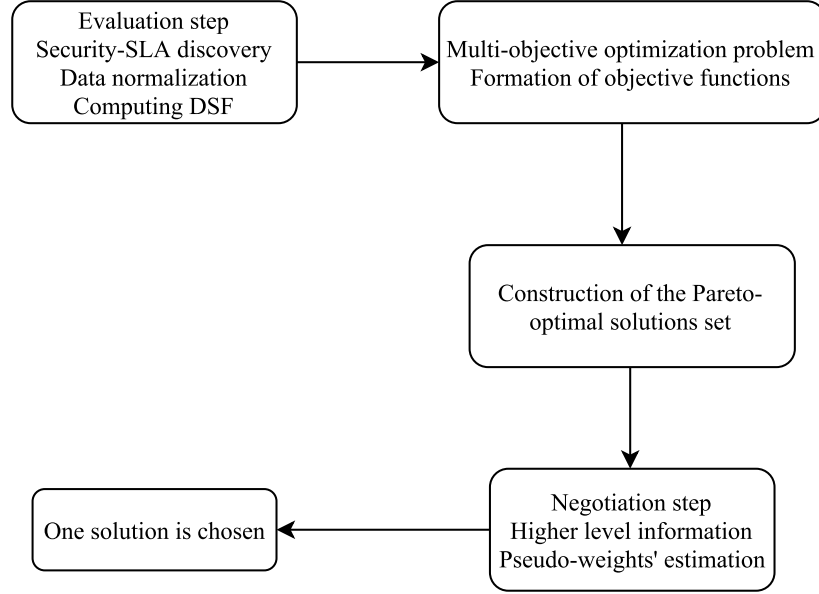 Evaluation step
Security-SLA discovery
Data normalization
Computing DSF
Multi-objective optimization problem
Formation of objective functions
Construction of the Pareto-
optimal solutions set
Negotiation step
Higher level information
Pseudo-weights' estimation
One solution is chosen